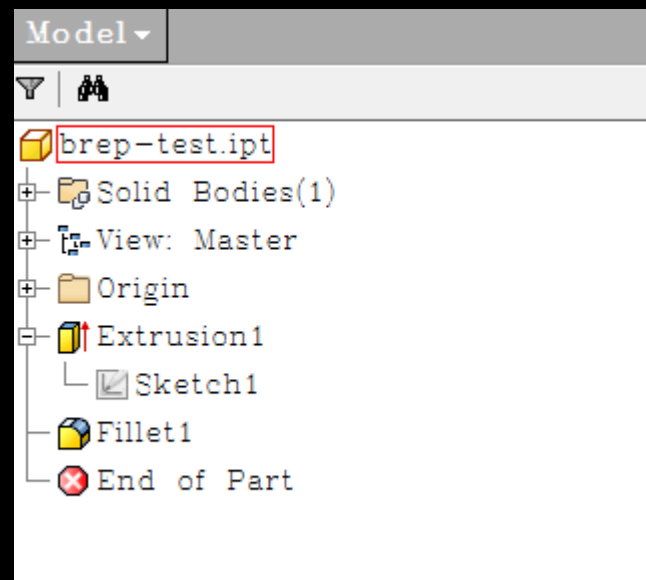 Model
brep-test.ipt
Solid Bodies(1)
View: Master
Origin
Extrusion1
Sketch1
Fillet1
End of Part